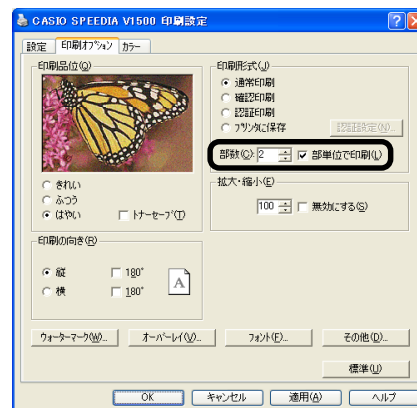 CASIO SPEEDIA V1500 印刷設定
設定 印刷オプション カラー
印刷品位(Q)
きれい
ふつう
はやい トナーセーブ(T)
印刷の向き(R)
縦 180°
横 180°
A
印刷形式(J)
通常印刷
確認印刷
認証印刷
プリンタに保存 認証設定(N)...
部数(C): 2 部単位で印刷(L)
拡大・縮小(E)
100 無効にする(S)
ウォーターマーク(W)... オーバーレイ(V)... フォント(F)... その他(D)...
標準(U)
OK キャンセル 適用(A) ヘルプ